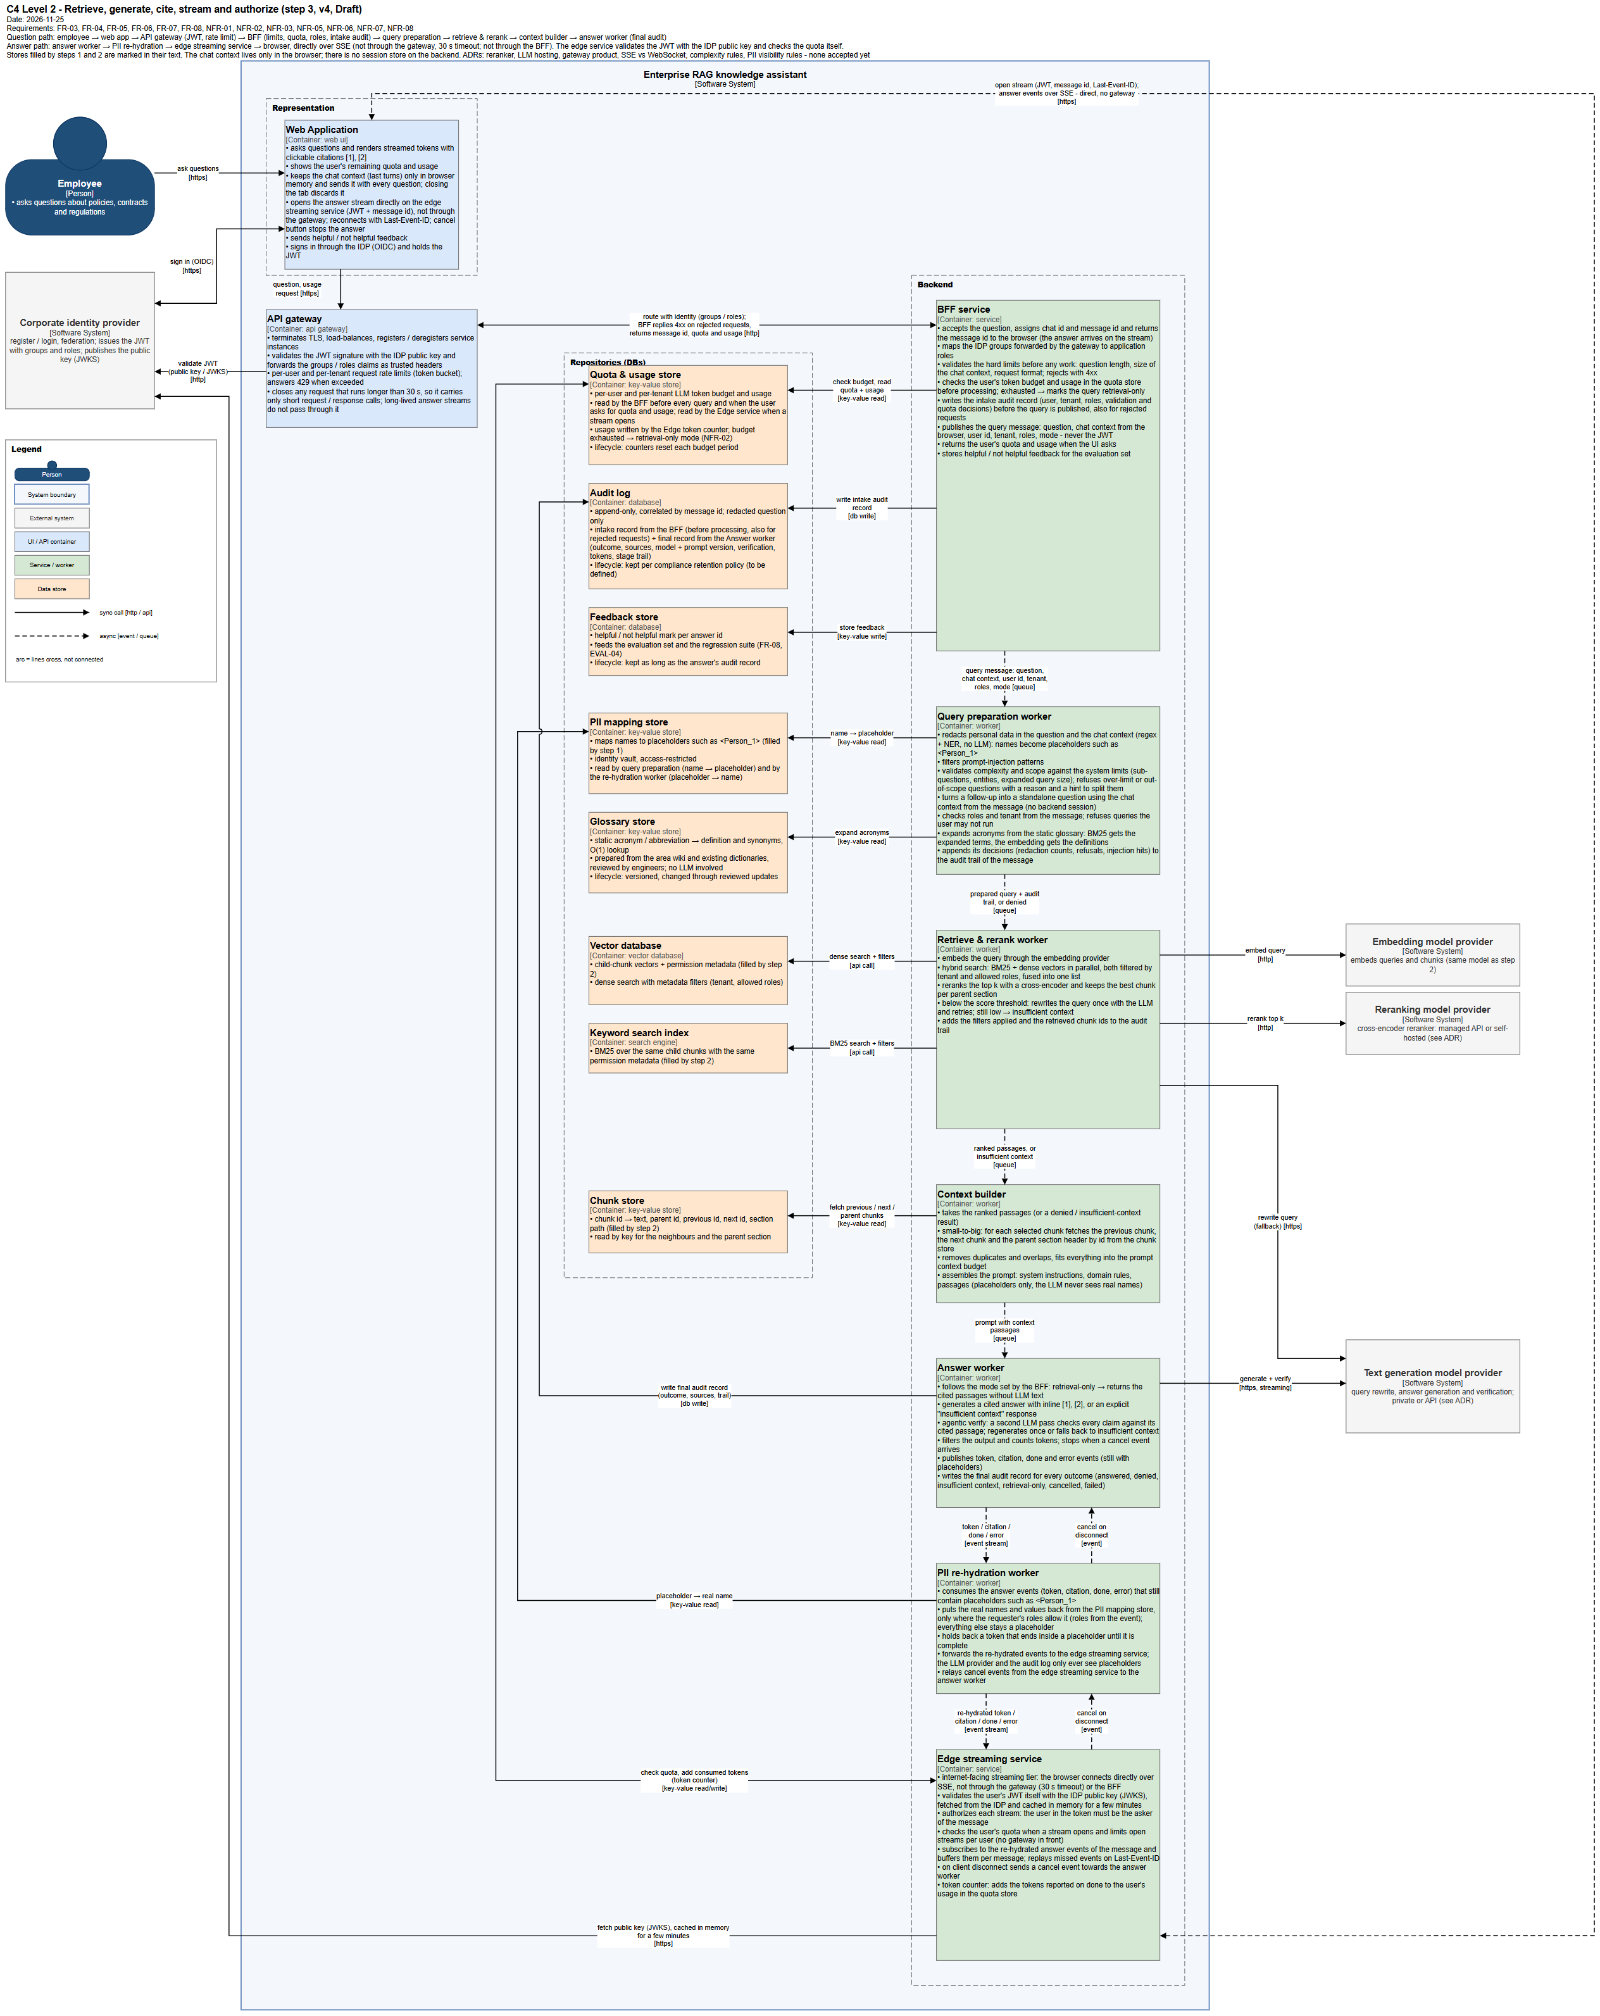 C4 Level 2 - Retrieve, generate, cite, stream and authorize (step 3, v4, Draft)
Date: 2026-11-25
Requirements: FR-03, FR-04, FR-05, FR-06, FR-07, FR-08, NFR-01, NFR-02, NFR-03, NFR-05, NFR-06, NFR-07, NFR-08
Question path: employee → web app → API gateway (JWT, rate limit) → BFF (limits, quota, roles, intake audit) → query preparation → retrieve & rerank → context builder → answer worker (final audit)
Answer path: answer worker → PII re-hydration → edge streaming service → browser, directly over SSE (not through the gateway, 30 s timeout; not through the BFF). The edge service validates the JWT with the IDP public key and checks the quota itself.
Stores filled by steps 1 and 2 are marked in their text. The chat context lives only in the browser; there is no session store on the backend. ADRs: reranker, LLM hosting, gateway product, SSE vs WebSocket, complexity rules, PII visibility rules - none accepted yet
Enterprise RAG knowledge assistant
[Software System]
open stream (JWT, message id, Last-Event-ID);
answer events over SSE - direct, no gateway
[https]
Representation
Web Application
[Container: web ui]
• asks questions and renders streamed tokens with
clickable citations [1], [2]
• shows the user's remaining quota and usage
• keeps the chat context (last turns) only in browser
memory and sends it with every question; closing
the tab discards it
• opens the answer stream directly on the edge
streaming service (JWT + message id), not through
the gateway; reconnects with Last-Event-ID; cancel
button stops the answer
• sends helpful / not helpful feedback
• signs in through the IDP (OIDC) and holds the
JWT
Employee
[Person]
• asks questions about policies, contracts
and regulations
ask questions
[https]
sign in (OIDC)
[https]
Corporate identity provider
[Software System]
register / login, federation; issues the JWT
with groups and roles; publishes the public
key (JWKS)
validate JWT
(public key / JWKS)
[http]
question, usage
request [https]
API gateway
[Container: api gateway]
• terminates TLS, load-balances, registers / deregisters service
instances
• validates the JWT signature with the IDP public key and
forwards the groups / roles claims as trusted headers
• per-user and per-tenant request rate limits (token bucket),
answers 429 when exceeded
• closes any request that runs longer than 30 s, so it carries
only short request / response calls; long-lived answer streams
do not pass through it
route with identity (groups / roles);
BFF replies 4xx on rejected requests,
returns message id, quota and usage [http]
Legend
Person
System boundary
External system
UI / API container
Service / worker
Data store
sync call [http / api]
async [event / queue]
arc = lines cross, not connected
Backend
BFF service
[Container: service]
• accepts the question, assigns chat id and message id and returns
the message id to the browser (the answer arrives on the stream)
• maps the IDP groups forwarded by the gateway to application
roles
• validates the hard limits before any work: question length, size of
the chat context, request format; rejects with 4xx
• checks the user's token budget and usage in the quota store
before processing; exhausted → marks the query retrieval-only
• writes the intake audit record (user, tenant, roles, validation and
quota decisions) before the query is published, also for rejected
requests
• publishes the query message: question, chat context from the
browser, user id, tenant, roles, mode - never the JWT
• returns the user's quota and usage when the UI asks
• stores helpful / not helpful feedback for the evaluation set
Repositories (DBs)
Quota & usage store
[Container: key-value store]
• per-user and per-tenant LLM token budget and usage
• read by the BFF before every query and when the user
asks for quota and usage; read by the Edge service when a
stream opens
• usage written by the Edge token counter; budget
exhausted → retrieval-only mode (NFR-02)
• lifecycle: counters reset each budget period
check budget, read
quota + usage
[key-value read]
Audit log
[Container: database]
• append-only, correlated by message id; redacted question
only
• intake record from the BFF (before processing, also for
rejected requests) + final record from the Answer worker
(outcome, sources, model + prompt version, verification,
tokens, stage trail)
• lifecycle: kept per compliance retention policy (to be
defined)
write intake audit
record
[db write]
Feedback store
[Container: database]
• helpful / not helpful mark per answer id
• feeds the evaluation set and the regression suite (FR-08,
EVAL-04)
• lifecycle: kept as long as the answer's audit record
store feedback
[key-value write]
query message: question,
chat context, user id, tenant,
roles, mode [queue]
PII mapping store
[Container: key-value store]
• maps names to placeholders such as <Person_1> (filled
by step 1)
• identity vault, access-restricted
• read by query preparation (name → placeholder) and by
the re-hydration worker (placeholder → name)
name → placeholder
[key-value read]
Query preparation worker
[Container: worker]
• redacts personal data in the question and the chat context (regex
+ NER, no LLM): names become placeholders such as
<Person_1>
• filters prompt-injection patterns
• validates complexity and scope against the system limits (sub-
questions, entities, expanded query size); refuses over-limit or out-
of-scope questions with a reason and a hint to split them
• turns a follow-up into a standalone question using the chat
context from the message (no backend session)
• checks roles and tenant from the message; refuses queries the
user may not run
• expands acronyms from the static glossary: BM25 gets the
expanded terms, the embedding gets the definitions
• appends its decisions (redaction counts, refusals, injection hits) to
the audit trail of the message
Glossary store
[Container: key-value store]
• static acronym / abbreviation → definition and synonyms,
O(1) lookup
• prepared from the area wiki and existing dictionaries,
reviewed by engineers; no LLM involved
• lifecycle: versioned, changed through reviewed updates
expand acronyms
[key-value read]
prepared query + audit
trail, or denied
[queue]
Vector database
[Container: vector database]
• child-chunk vectors + permission metadata (filled by step
2)
• dense search with metadata filters (tenant, allowed roles)
dense search + filters
[api call]
Retrieve & rerank worker
[Container: worker]
• embeds the query through the embedding provider
• hybrid search: BM25 + dense vectors in parallel, both filtered by
tenant and allowed roles, fused into one list
• reranks the top k with a cross-encoder and keeps the best chunk
per parent section
• below the score threshold: rewrites the query once with the LLM
and retries; still low → insufficient context
• adds the filters applied and the retrieved chunk ids to the audit
trail
embed query
[http]
Embedding model provider
[Software System]
embeds queries and chunks (same model as step
2)
rerank top k
[http]
Reranking model provider
[Software System]
cross-encoder reranker: managed API or self-
hosted (see ADR)
Keyword search index
[Container: search engine]
• BM25 over the same child chunks with the same
permission metadata (filled by step 2)
BM25 search + filters
[api call]
ranked passages, or
insufficient context
[queue]
Chunk store
[Container: key-value store]
• chunk id → text, parent id, previous id, next id, section
path (filled by step 2)
• read by key for the neighbours and the parent section
fetch previous / next /
parent chunks
[key-value read]
Context builder
[Container: worker]
• takes the ranked passages (or a denied / insufficient-context
result)
• small-to-big: for each selected chunk fetches the previous chunk,
the next chunk and the parent section header by id from the chunk
store
• removes duplicates and overlaps, fits everything into the prompt
context budget
• assembles the prompt: system instructions, domain rules,
passages (placeholders only, the LLM never sees real names)
rewrite query
(fallback) [https]
prompt with context
passages
[queue]
Answer worker
[Container: worker]
• follows the mode set by the BFF: retrieval-only → returns the
cited passages without LLM text
• generates a cited answer with inline [1], [2], or an explicit
"insufficient context" response
• agentic verify: a second LLM pass checks every claim against its
cited passage; regenerates once or falls back to insufficient context
• filters the output and counts tokens; stops when a cancel event
arrives
• publishes token, citation, done and error events (still with
placeholders)
• writes the final audit record for every outcome (answered, denied,
insufficient context, retrieval-only, cancelled, failed)
write final audit record
(outcome, sources, trail)
[db write]
generate + verify
[https, streaming]
Text generation model provider
[Software System]
query rewrite, answer generation and verification;
private or API (see ADR)
token / citation /
done / error
[event stream]
cancel on
disconnect
[event]
PII re-hydration worker
[Container: worker]
• consumes the answer events (token, citation, done, error) that still
contain placeholders such as <Person_1>
• puts the real names and values back from the PII mapping store,
only where the requester's roles allow it (roles from the event);
everything else stays a placeholder
• holds back a token that ends inside a placeholder until it is
complete
• forwards the re-hydrated events to the edge streaming service;
the LLM provider and the audit log only ever see placeholders
• relays cancel events from the edge streaming service to the
answer worker
placeholder → real name
[key-value read]
re-hydrated token /
citation / done / error
[event stream]
cancel on
disconnect
[event]
check quota, add consumed tokens
(token counter)
[key-value read/write]
Edge streaming service
[Container: service]
• internet-facing streaming tier: the browser connects directly over
SSE, not through the gateway (30 s timeout) or the BFF
• validates the user's JWT itself with the IDP public key (JWKS),
fetched from the IDP and cached in memory for a few minutes
• authorizes each stream: the user in the token must be the asker
of the message
• checks the user's quota when a stream opens and limits open
streams per user (no gateway in front)
• subscribes to the re-hydrated answer events of the message and
buffers them per message; replays missed events on Last-Event-ID
• on client disconnect sends a cancel event towards the answer
worker
• token counter: adds the tokens reported on done to the user's
usage in the quota store
fetch public key (JWKS), cached in memory
for a few minutes
[https]